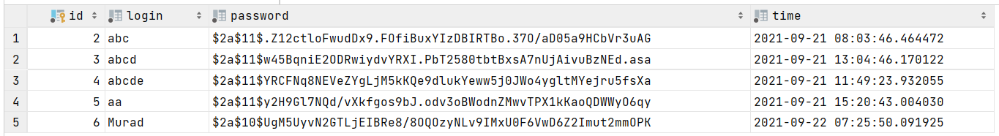 id login password time
1 2 abc $2a$11$.Z12ctloFwudDx9.FOfiBuxYIzDBIRTBo.37O/aD05a9HCbVr3uAG 2021-09-21 08:03:46.464472
2 3 abcd $2a$11$w45BqniE2ODRwiydvYRXI.PbT2580tbtBxsA7nUjAivuBzNEd.asa 2021-09-21 13:04:46.170122
3 4 abcde $2a$11$YRCFNq8NEVeZYgLjM5kKQe9dlukYeww5j0JWo4ygltMYejru5fsXa 2021-09-21 11:49:23.932055
4 5 aa $2a$11$y2H9Gl7NQd/vXkfgos9bJ.odv3oBWodnZMwvTPX1kKaoQDWWyO6qy 2021-09-21 15:20:43.004030
5 6 Murad $2a$10$UgM5UyvN2GTLjEIBRe8/8OQOzyNLv9IMxU0F6VwD6Z2Imut2mmOPK 2021-09-22 07:25:50.091925